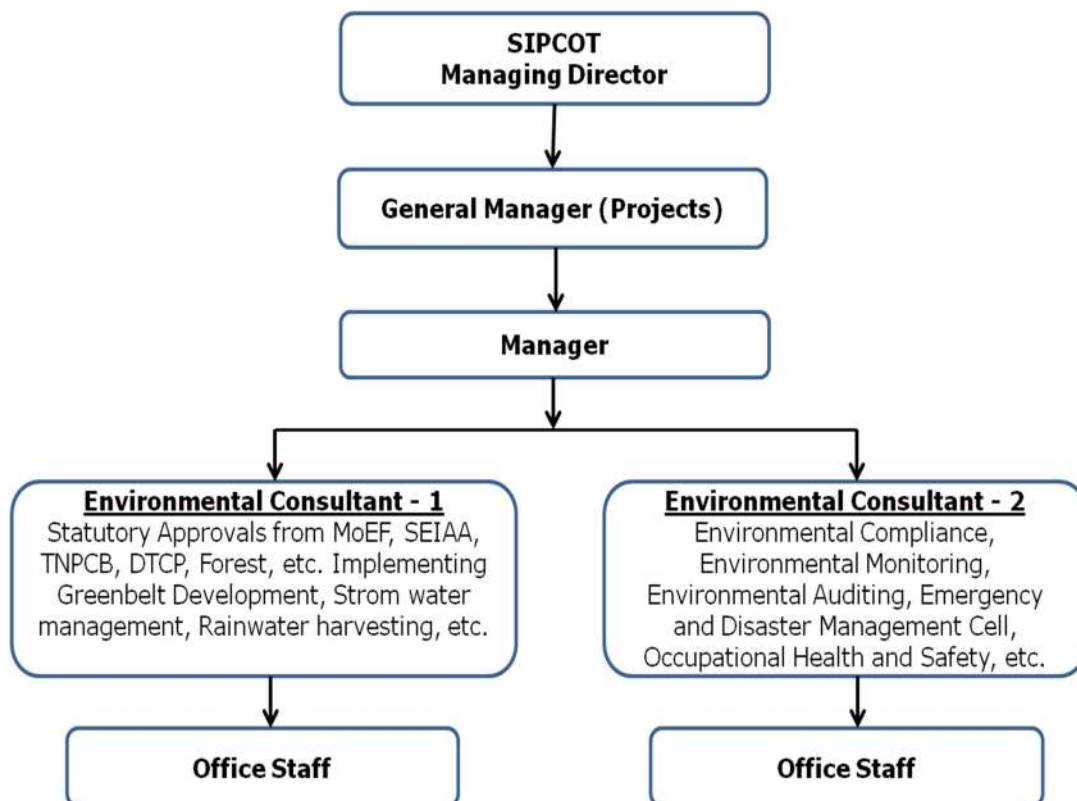 SIPCOT
Managing Director
General Manager (Projects)
Manager
Environmental Consultant - 1
Statutory Approvals from MoEF, SEIAA,
TNPCB, DTCP, Forest, etc. Implementing
Greenbelt Development, Strom water
management, Rainwater harvesting, etc.
Environmental Consultant - 2
Environmental Compliance,
Environmental Monitoring,
Environmental Auditing, Emergency
and Disaster Management Cell,
Occupational Health and Safety, etc.
Office Staff
Office Staff